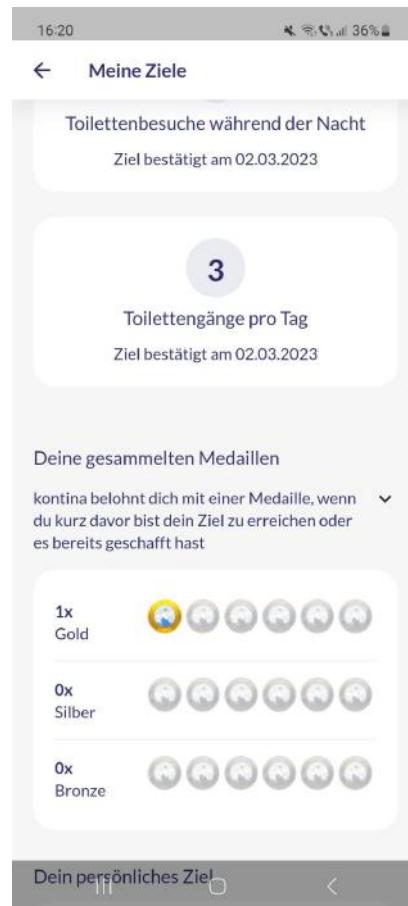 16:20
36%
Meine Ziele
Toilettenbesuche während der Nacht
Ziel bestätigt am 02.03.2023
3
Toilettengänge pro Tag
Ziel bestätigt am 02.03.2023
Deine gesammelten Medaillen
kontina belohnt dich mit einer Medaille, wenn
du kurz davor bist dein Ziel zu erreichen oder
es bereits geschafft hast
1x
Gold
0x
Silber
0x
Bronze
Dein persönliches Ziel